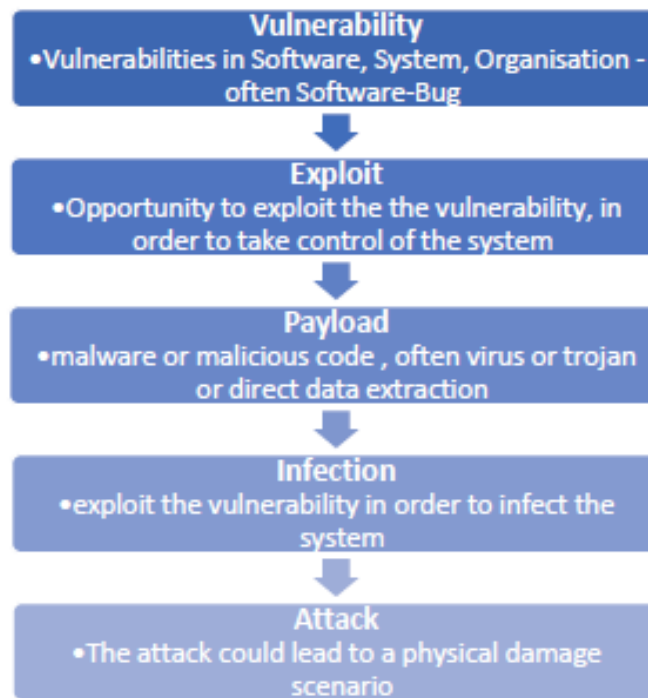 Vulnerability
•Vulnerabilities in Software, System, Organisation -
often Software-Bug
Exploit
•Opportunity to exploit the the vulnerability, in
order to take control of the system
Payload
•malware or malicious code , often virus or trojan
or direct data extraction
Infection
•exploit the vulnerability in order to infect the
system
Attack
•The attack could lead to a physical damage
scenario